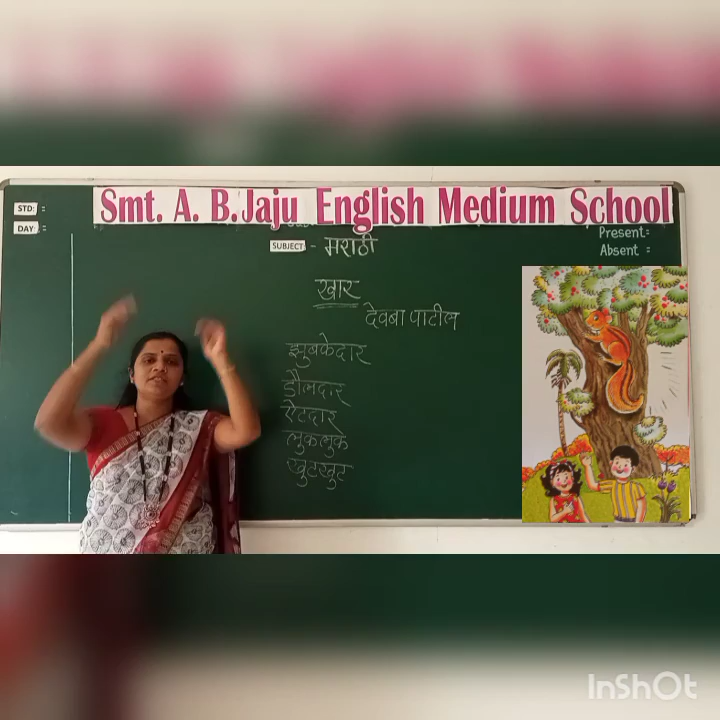 Smt. A. B. Jaju English Medium School
STD: =
DAY: =
SUBJECT: - मराठी
Present=
Absent =
खार
देवबा पाटील
झुबकेदार
डौलदार
ऐटदार
लुकलुके
खुटखुट
InShOt